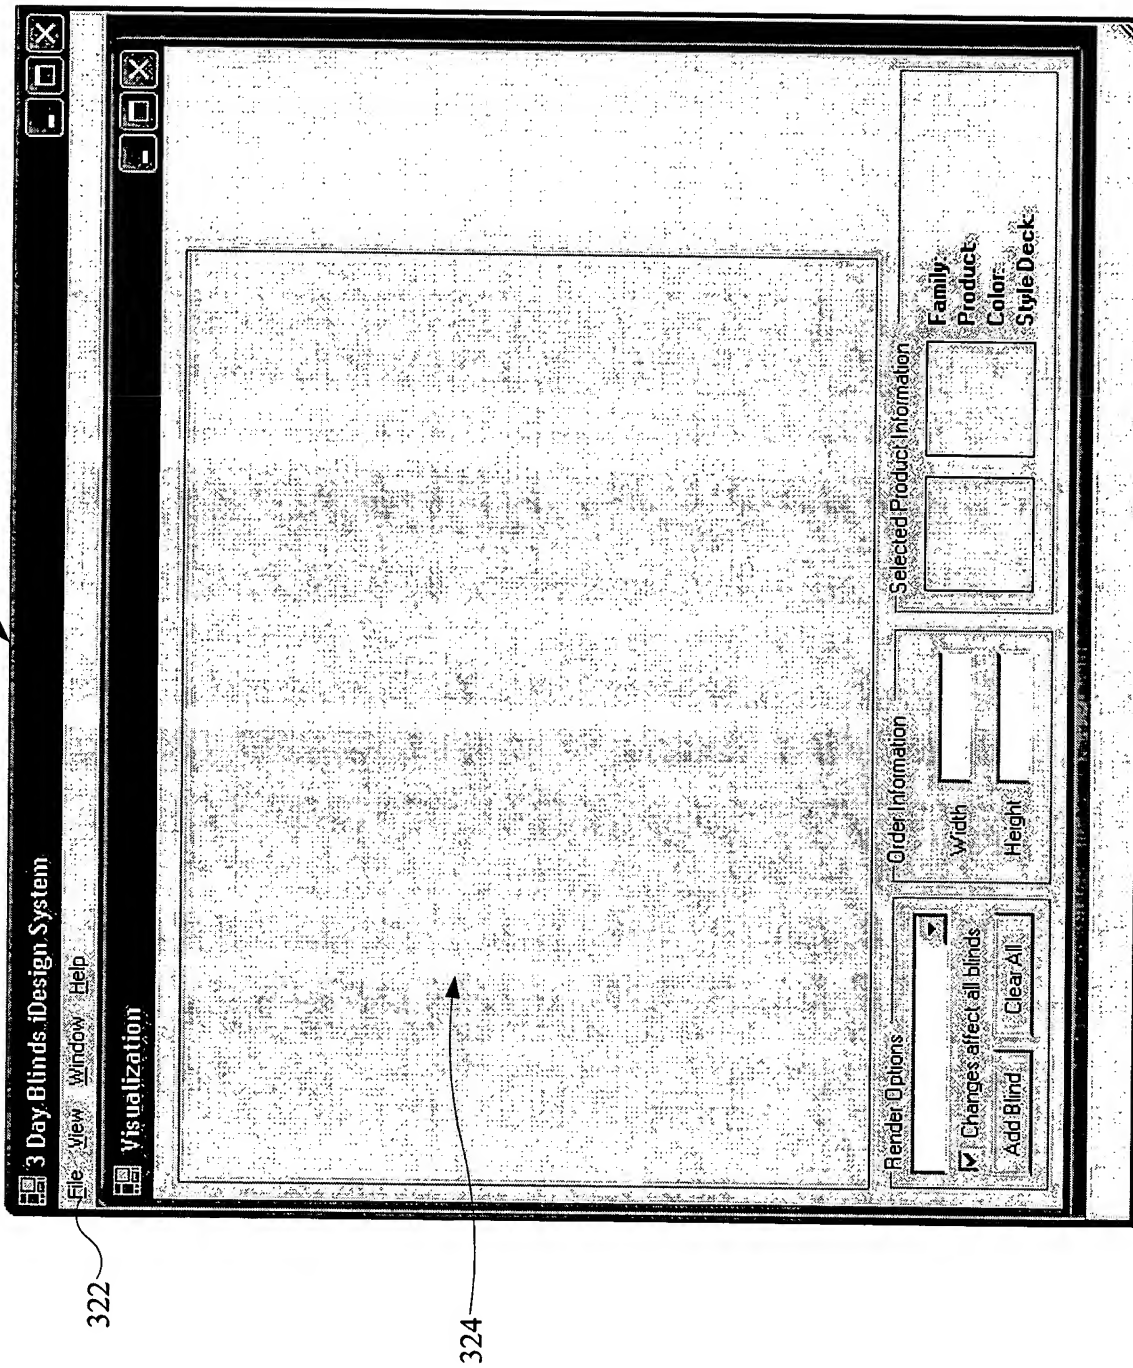 3 Day Blinds iDesign System
File View Window Help
Visualization
Render Options
Changes affect all blinds
Add Blind Clear All
Order Information
Width
Height
Selected Product Information
Family:
Product:
Color:
Style Deck:
322
324